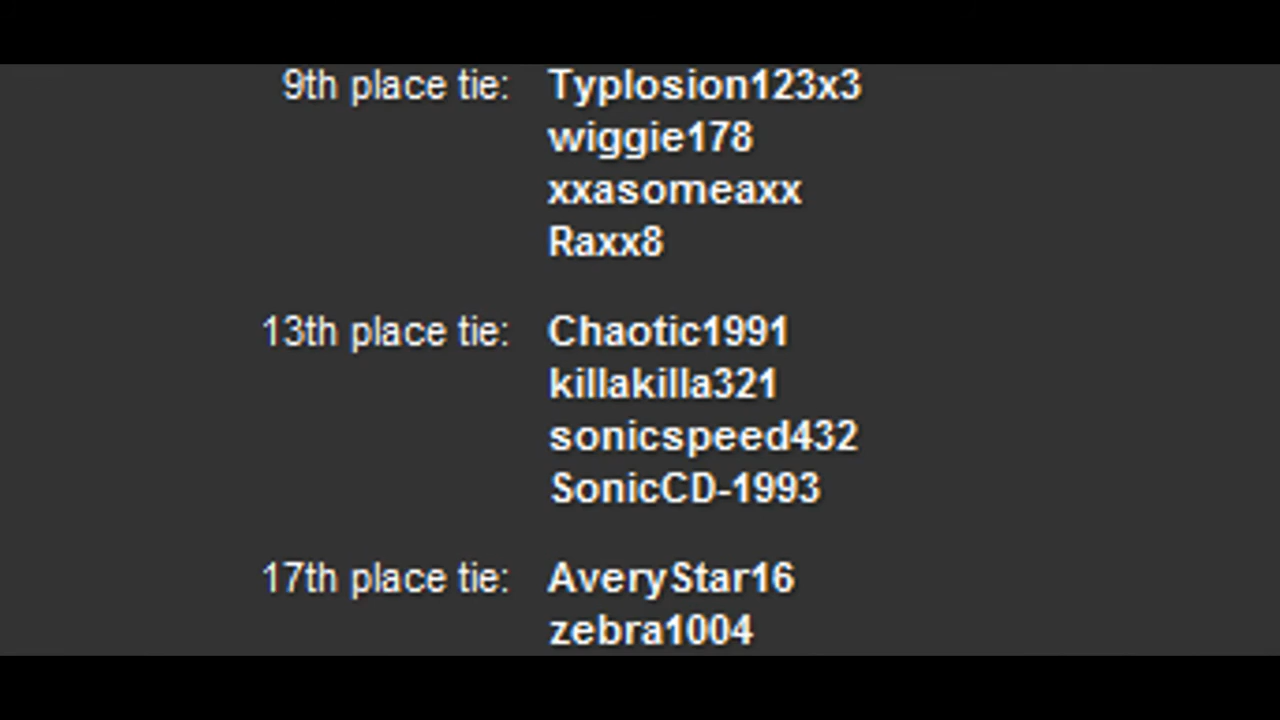 9th place tie: Typlosion123x3
wiggie178
xxasomeaxx
Raxx8
13th place tie: Chaotic1991
killakilla321
sonicspeed432
SonicCD-1993
17th place tie: AveryStar16
zebra1004